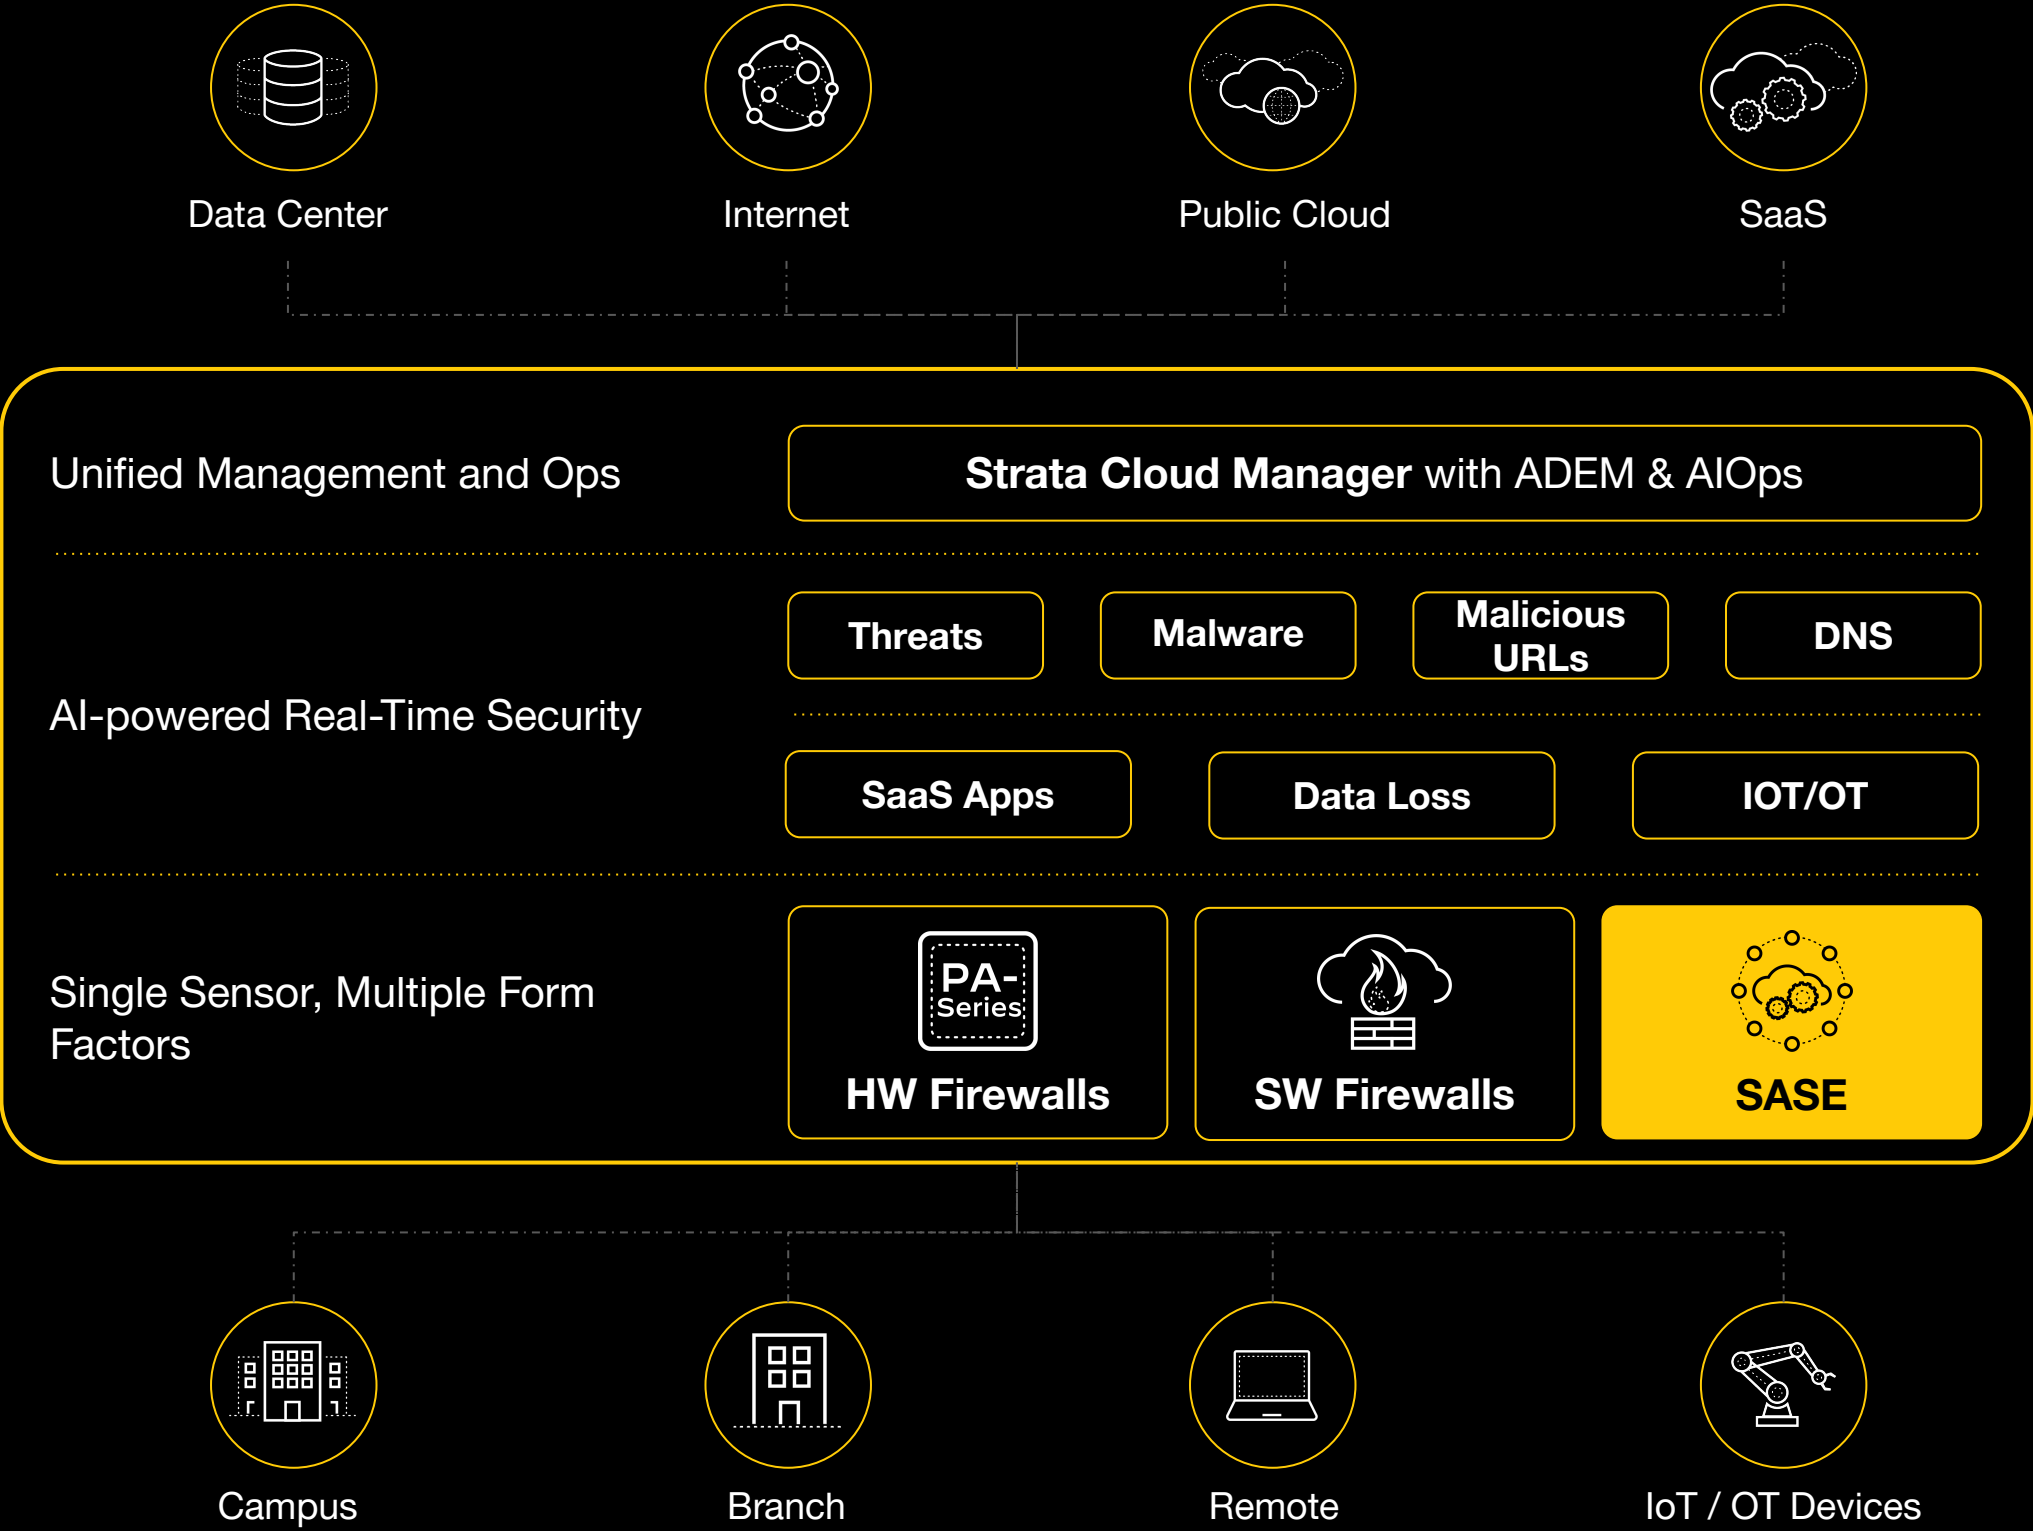 Data Center
Internet
Public Cloud
SaaS
Unified Management and Ops
Strata Cloud Manager with ADEM & AIOps
AI-powered Real-Time Security
Threats
Malware
Malicious
URLs
DNS
SaaS Apps
Data Loss
IOT/OT
Single Sensor, Multiple Form
Factors
PA-
Series
HW Firewalls
SW Firewalls
SASE
Campus
Branch
Remote
IoT / OT Devices